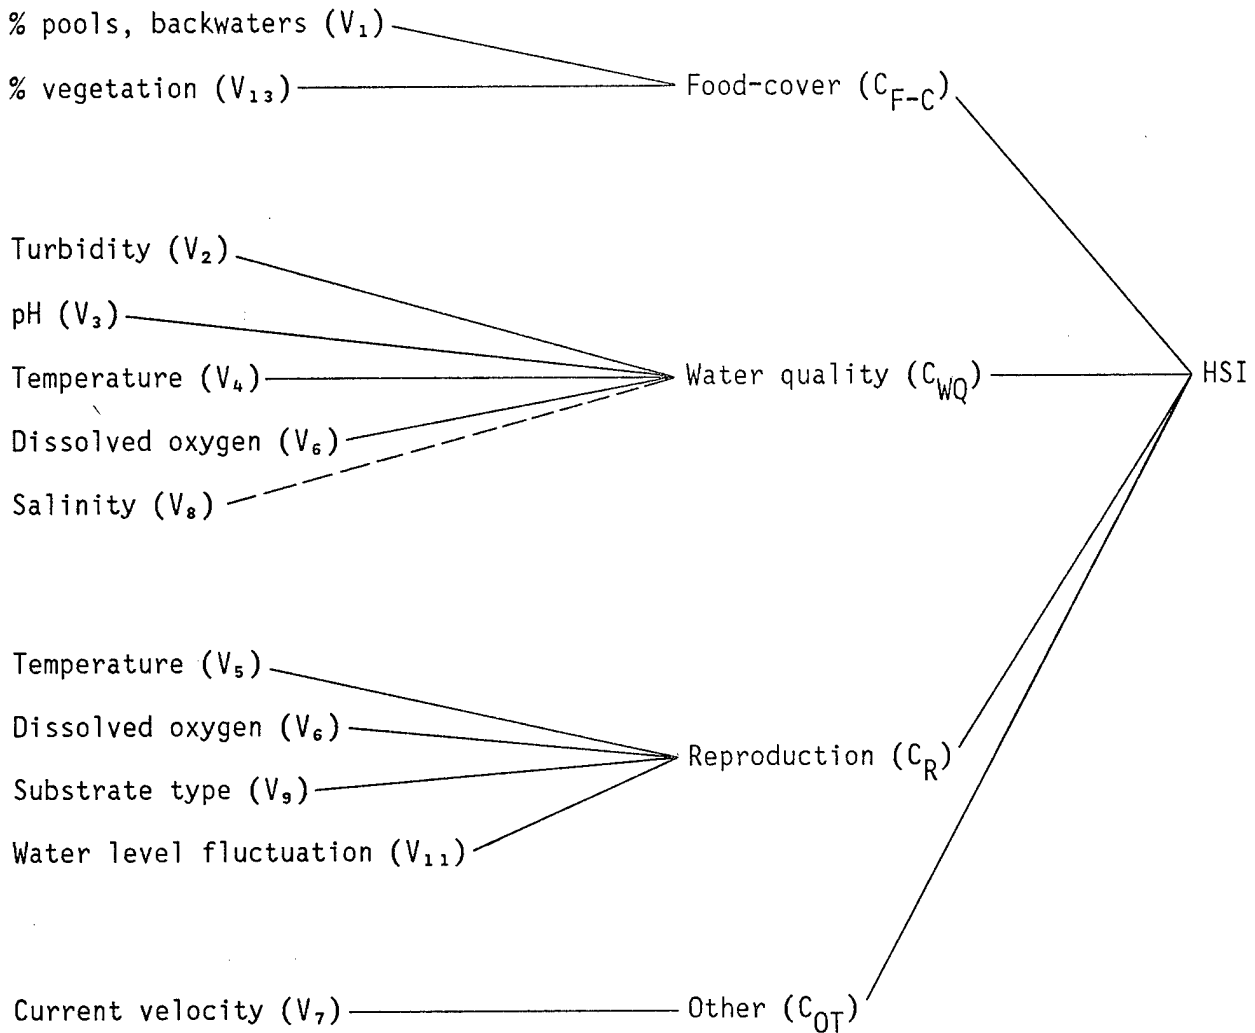 % pools, backwaters (V₁)
% vegetation (V₁₃)
Food-cover (C_F-C)
Turbidity (V₂)
pH (V₃)
Temperature (V₄)
Dissolved oxygen (V₆)
Salinity (V₈)
Water quality (C_WQ)
HSI
Temperature (V₅)
Dissolved oxygen (V₆)
Substrate type (V₉)
Water level fluctuation (V₁₁)
Reproduction (C_R)
Current velocity (V₇)
Other (C_OT)